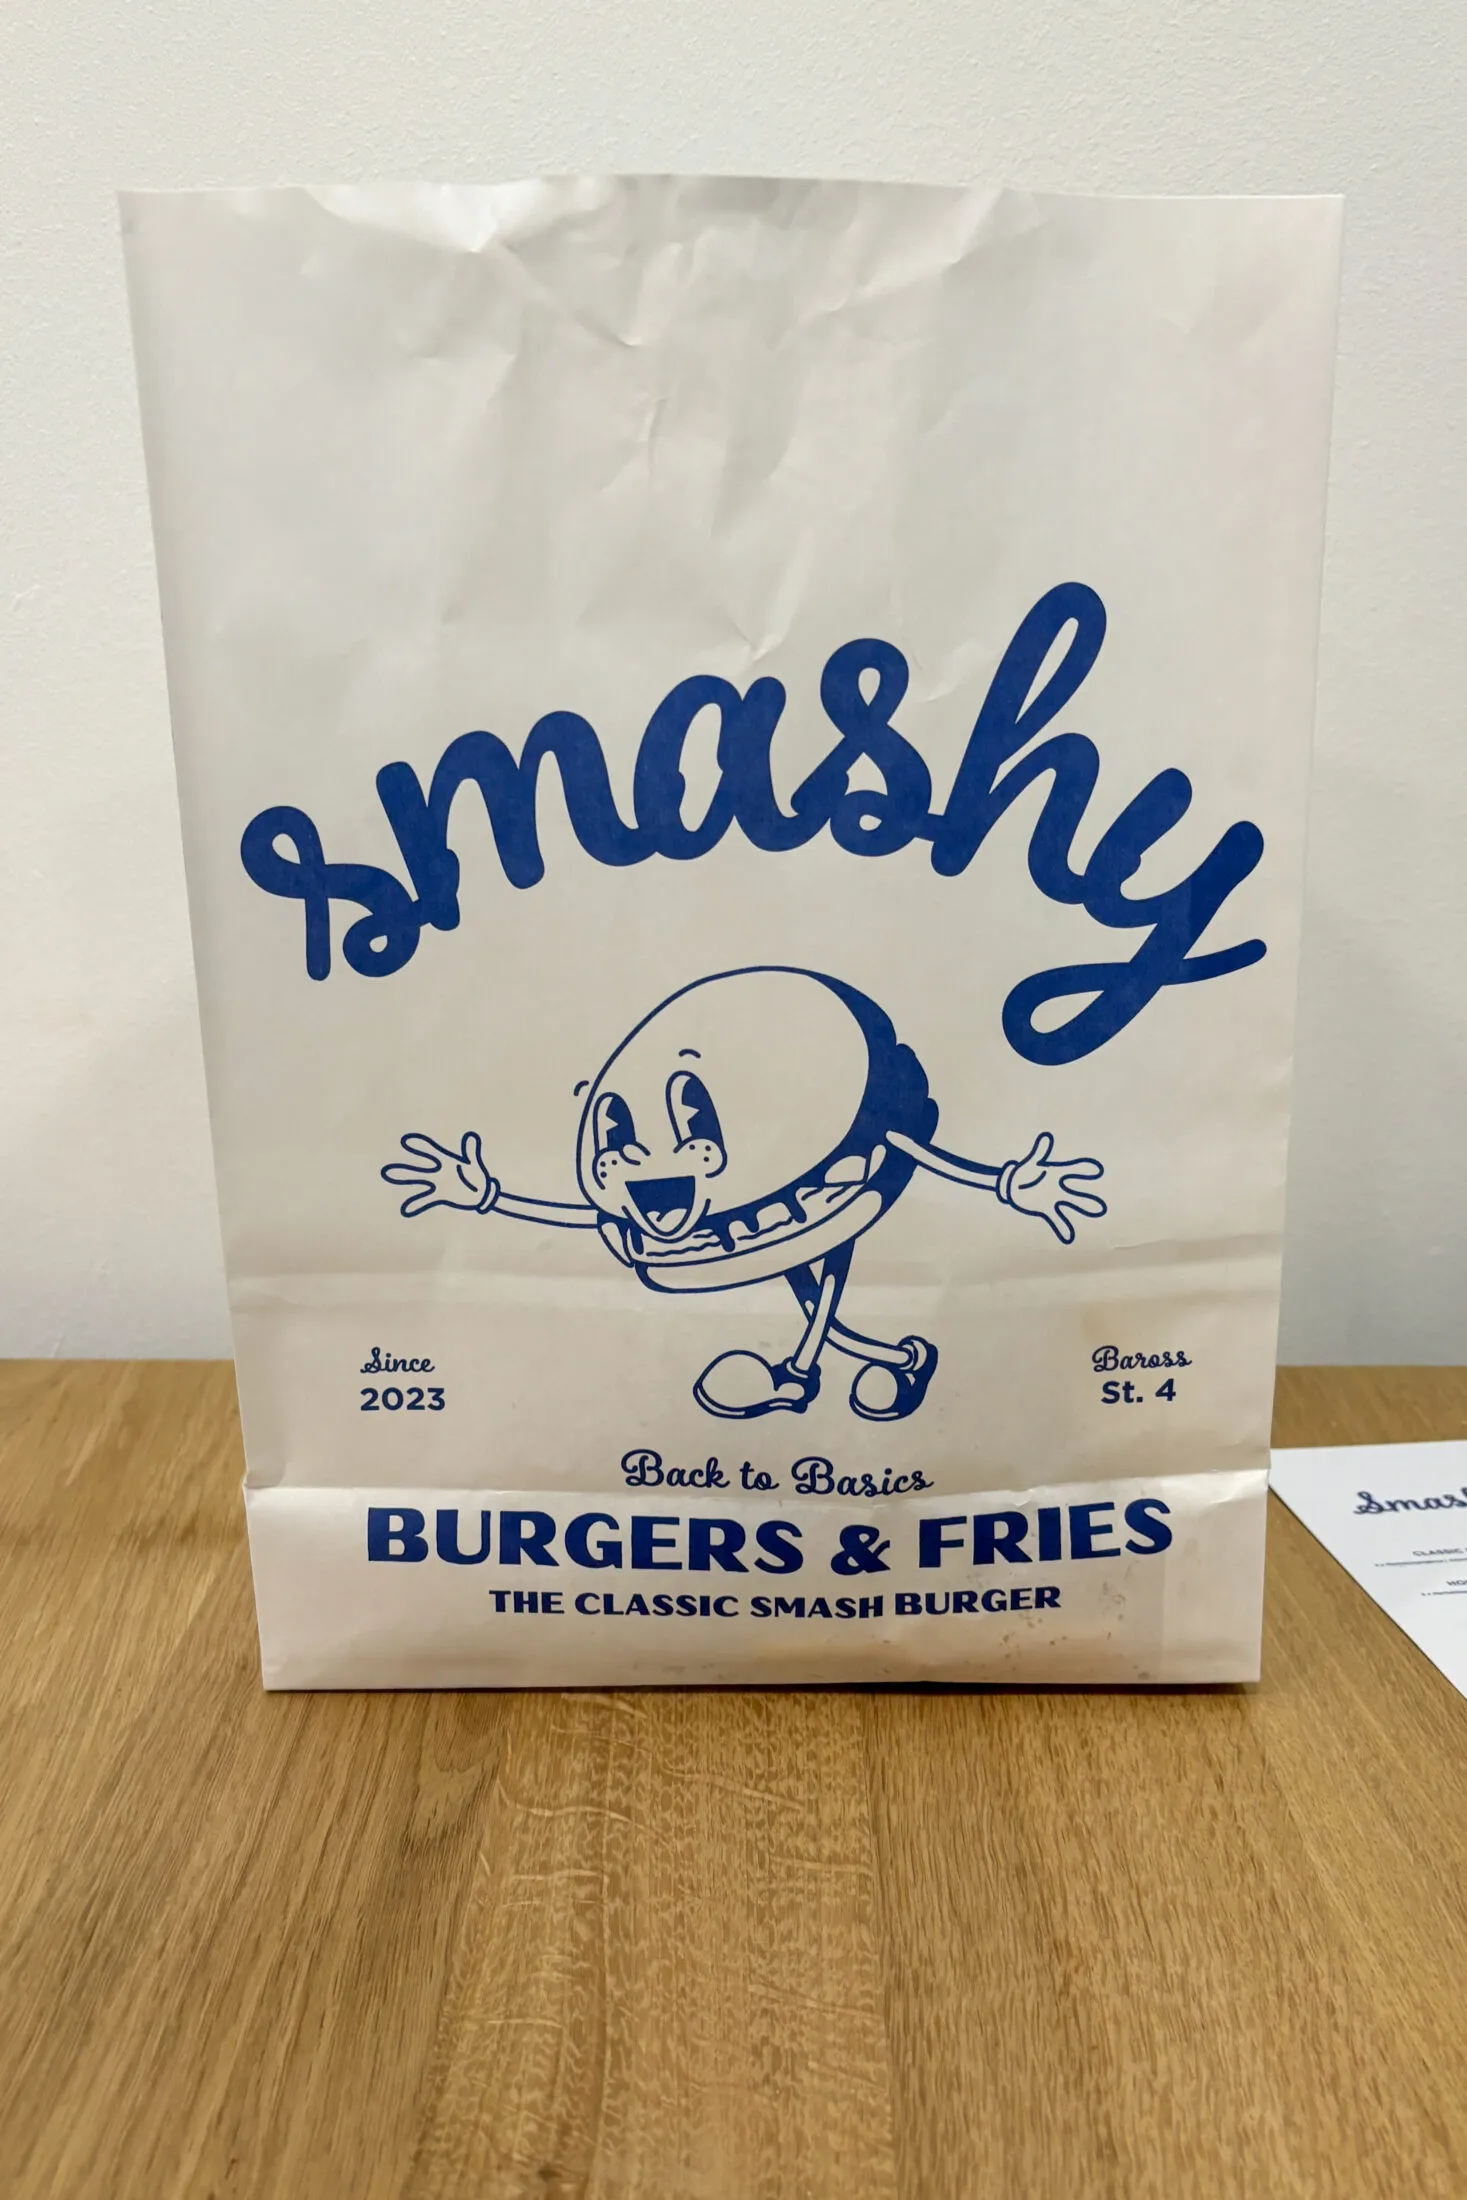 smashy
Since
2023
Baross
St. 4
Back to Basics
BURGERS & FRIES
THE CLASSIC SMASH BURGER